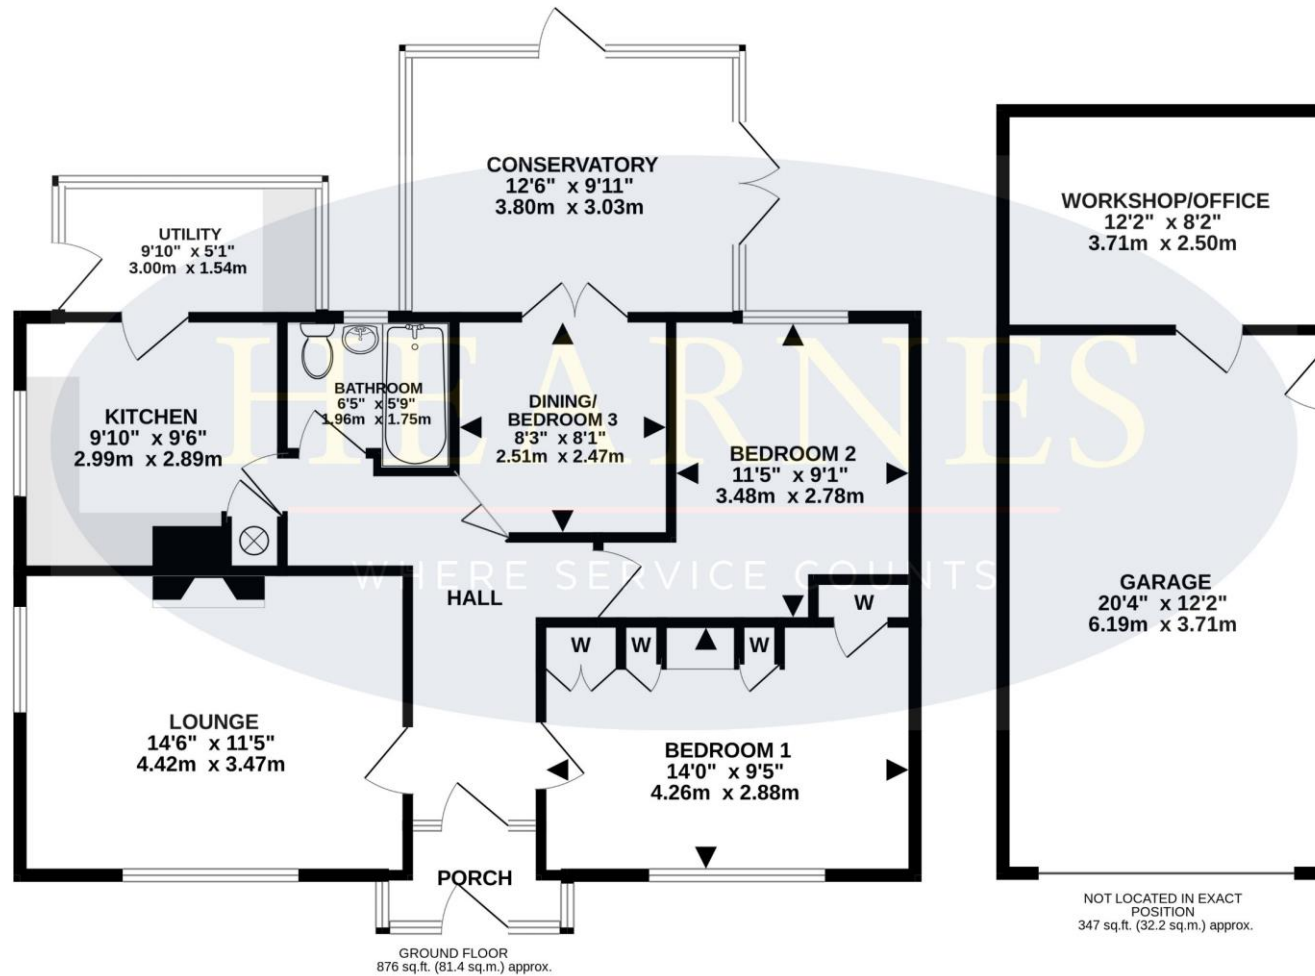 CONSERVATORY
12'6" x 9'11"
3.80m x 3.03m
UTILITY
9'10" x 5'1"
3.00m x 1.54m
WORKSHOP/OFFICE
12'2" x 8'2"
3.71m x 2.50m
HEARNES
WHERE SERVICE COUNTS
KITCHEN
9'10" x 9'6"
2.99m x 2.89m
BATHROOM
6'5" x 5'9"
1.96m x 1.75m
DINING/
BEDROOM 3
8'3" x 8'1"
2.51m x 2.47m
BEDROOM 2
11'5" x 9'1"
3.48m x 2.78m
HALL
W
W
W
W
GARAGE
20'4" x 12'2"
6.19m x 3.71m
LOUNGE
14'6" x 11'5"
4.42m x 3.47m
BEDROOM 1
14'0" x 9'5"
4.26m x 2.88m
PORCH
GROUND FLOOR
876 sq.ft. (81.4 sq.m.) approx.
NOT LOCATED IN EXACT
POSITION
347 sq.ft. (32.2 sq.m.) approx.